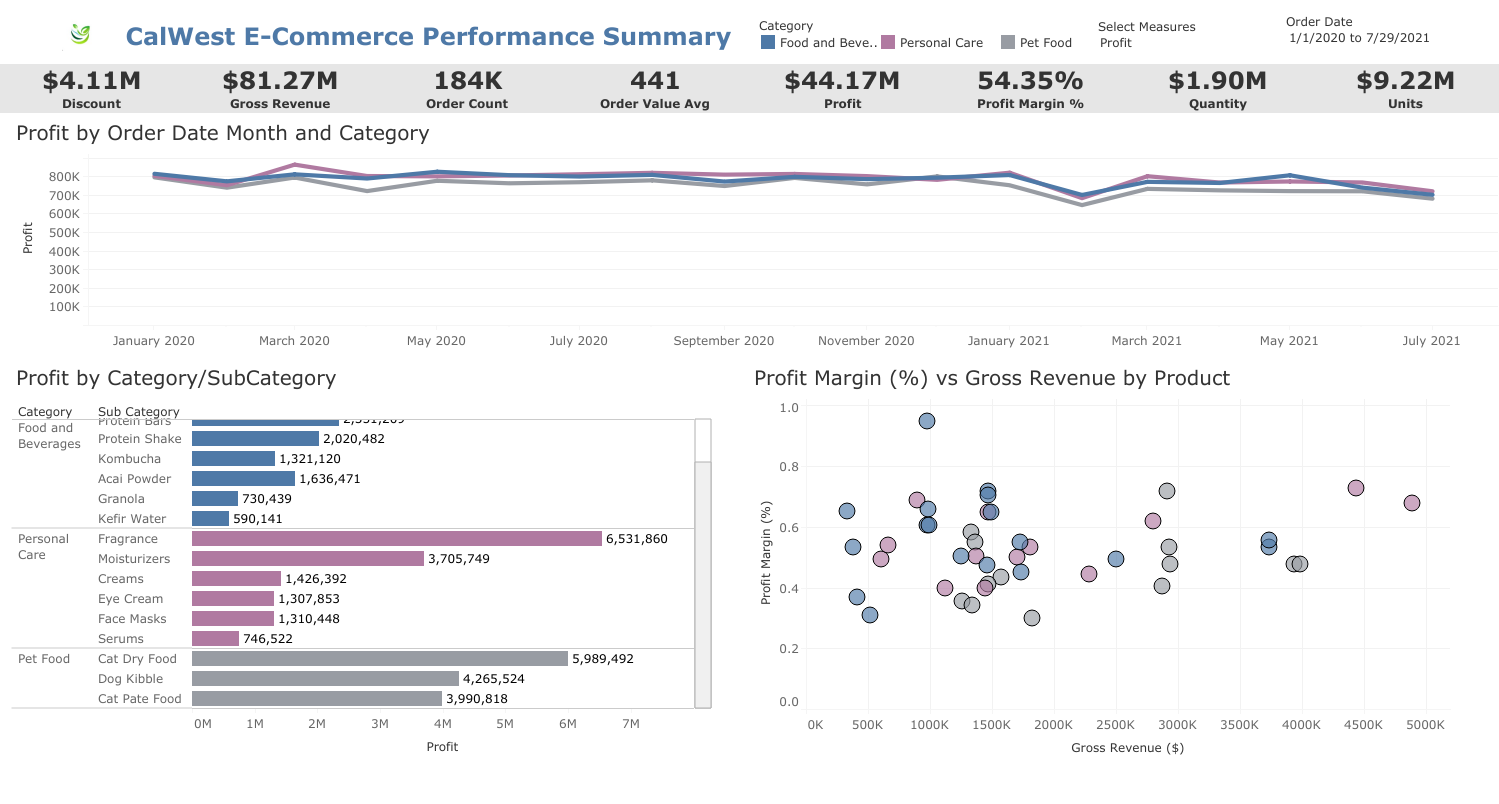 CalWest E-Commerce Performance Summary
Category
Food and Beve.. Personal Care Pet Food
Select Measures
Profit
Order Date
1/1/2020 to 7/29/2021
$4.11M $81.27M 184K 441 $44.17M 54.35% $1.90M $9.22M
Discount Gross Revenue Order Count Order Value Avg Profit Profit Margin % Quantity Units
Profit by Order Date Month and Category
Profit
800K
700K
600K
500K
400K
300K
200K
100K
January 2020 March 2020 May 2020 July 2020 September 2020 November 2020 January 2021 March 2021 May 2021 July 2021
Profit by Category/SubCategory
Category Sub Category
Protein Bars
Food and
Beverages
Protein Shake 2,020,482
Kombucha 1,321,120
Acai Powder 1,636,471
Granola 730,439
Kefir Water 590,141
Personal
Care
Fragrance 6,531,860
Moisturizers 3,705,749
Creams 1,426,392
Eye Cream 1,307,853
Face Masks 1,310,448
Serums 746,522
Pet Food Cat Dry Food 5,989,492
Dog Kibble 4,265,524
Cat Pate Food 3,990,818
0M 1M 2M 3M 4M 5M 6M 7M
Profit
Profit Margin (%) vs Gross Revenue by Product
Profit Margin (%)
1.0
0.8
0.6
0.4
0.2
0.0
0K 500K 1000K 1500K 2000K 2500K 3000K 3500K 4000K 4500K 5000K
Gross Revenue ($)